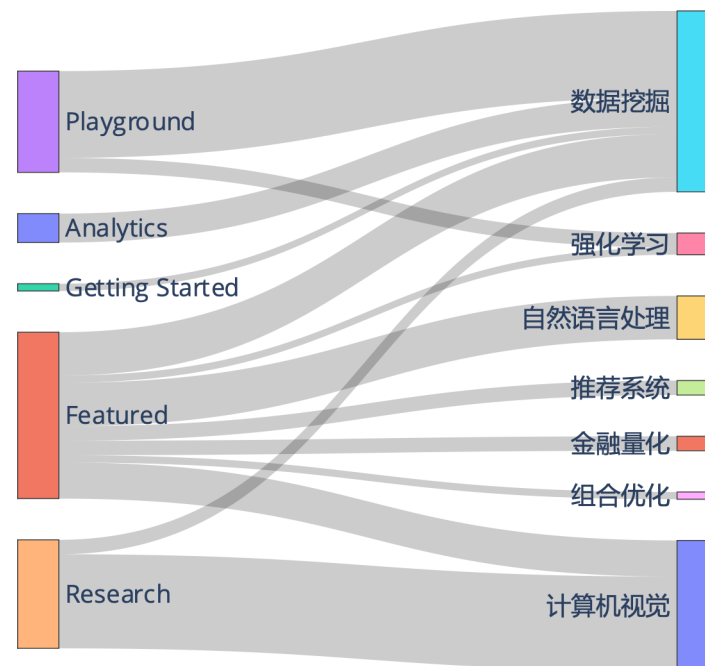 Playground
Analytics
Getting Started
Featured
Research
数据挖掘
强化学习
自然语言处理
推荐系统
金融量化
组合优化
计算机视觉